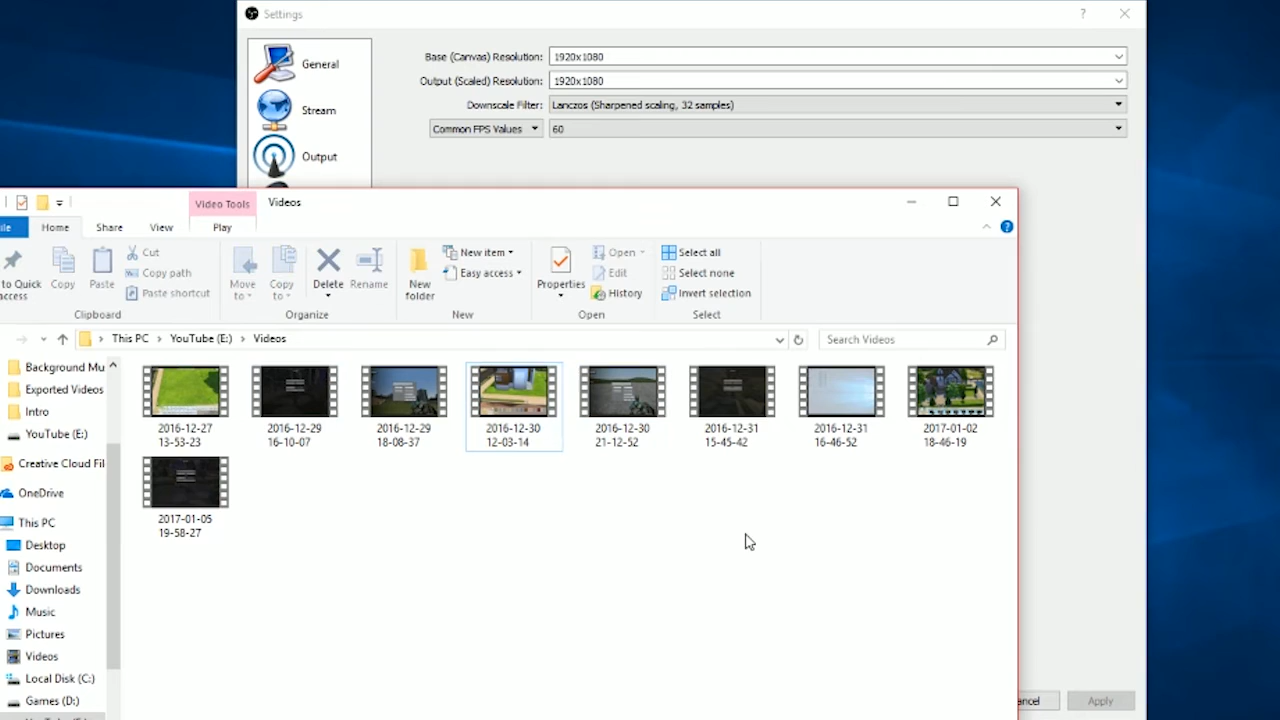 Settings
?
General
Base (Canvas) Resolution: 1920x1080
Output (Scaled) Resolution: 1920x1080
Stream
Downscale Filter: Lanczos (Sharpened scaling, 32 samples)
Common FPS Values 60
Output
Video Tools Videos
Home Share View Play
Cut
Copy path
Paste shortcut
to Quick
Copy Paste
Clipboard
Move
to
Copy
to
Delete Rename
Organize
New
folder
New item
Easy access
New
Properties
Open
Edit
History
Open
Select all
Select none
Invert selection
Select
> This PC > YouTube (E:) > Videos
Search Videos
Background Mu
Exported Videos
Intro
YouTube (E:)
Creative Cloud Fil
OneDrive
This PC
Desktop
Documents
Downloads
Music
Pictures
Videos
Local Disk (C:)
Games (D:)
2016-12-27
13-53-23
2016-12-29
16-10-07
2016-12-29
18-08-37
2016-12-30
12-03-14
2016-12-30
21-12-52
2016-12-31
15-45-42
2016-12-31
16-46-52
2017-01-02
18-46-19
2017-01-05
19-58-27
ancel
Apply